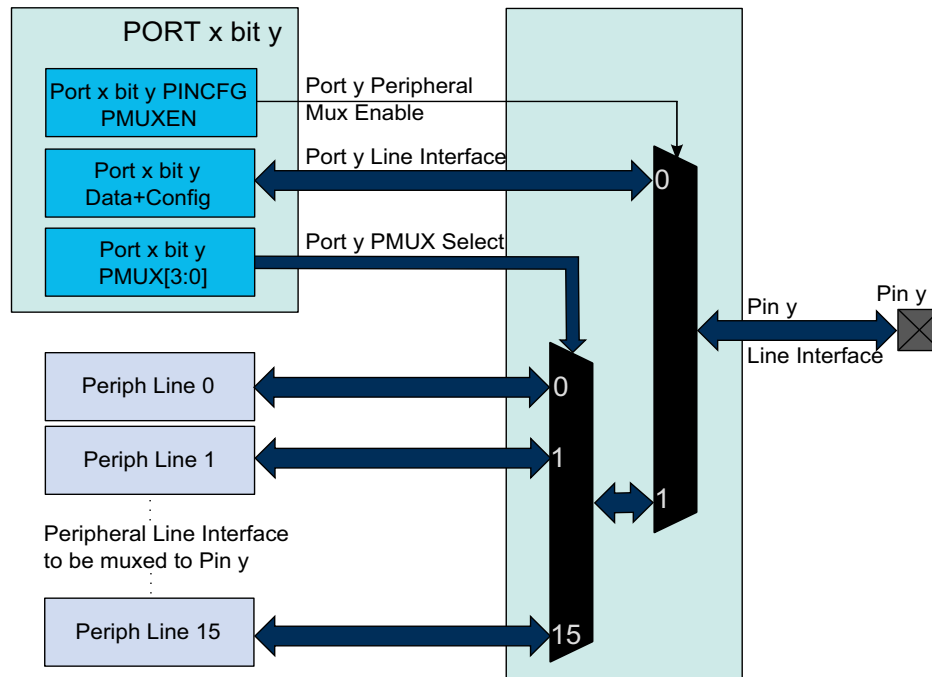 PORT x bit y
Port x bit y PINCFG
PMUXEN
Port y Peripheral
Mux Enable
Port x bit y
Data+Config
Port y Line Interface
0
Port x bit y
PMUX[3:0]
Port y PMUX Select
Pin y
Line Interface
Pin y
Periph Line 0
0
Periph Line 1
1
1
Peripheral Line Interface
to be muxed to Pin y
Periph Line 15
15